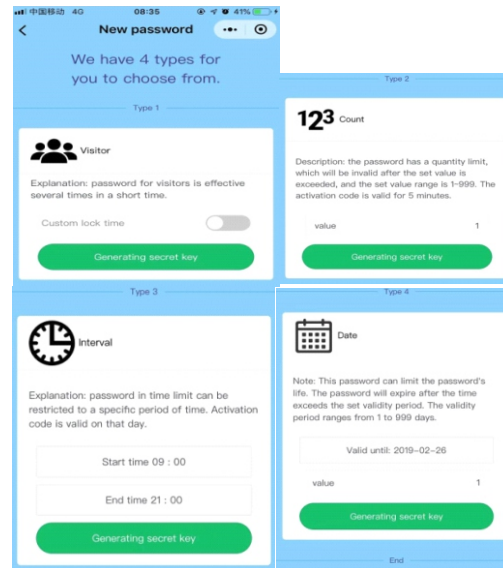 中国移动 4G 08:35 41%
New password
We have 4 types for
you to choose from.
Type 1
Visitor
Explanation: password for visitors is effective
several times in a short time.
Custom lock time
Generating secret key
Type 2
123 Count
Description: the password has a quantity limit,
which will be invalid after the set value is
exceeded, and the set value range is 1-999. The
activation code is valid for 5 minutes.
value 1
Generating secret key
Type 3
Interval
Explanation: password in time limit can be
restricted to a specific period of time. Activation
code is valid on that day.
Start time 09 : 00
End time 21 : 00
Generating secret key
Type 4
Date
Note: This password can limit the password's
life. The password will expire after the time
exceeds the set validity period. The validity
period ranges from 1 to 999 days.
Valid until: 2019-02-26
value 1
Generating secret key
End